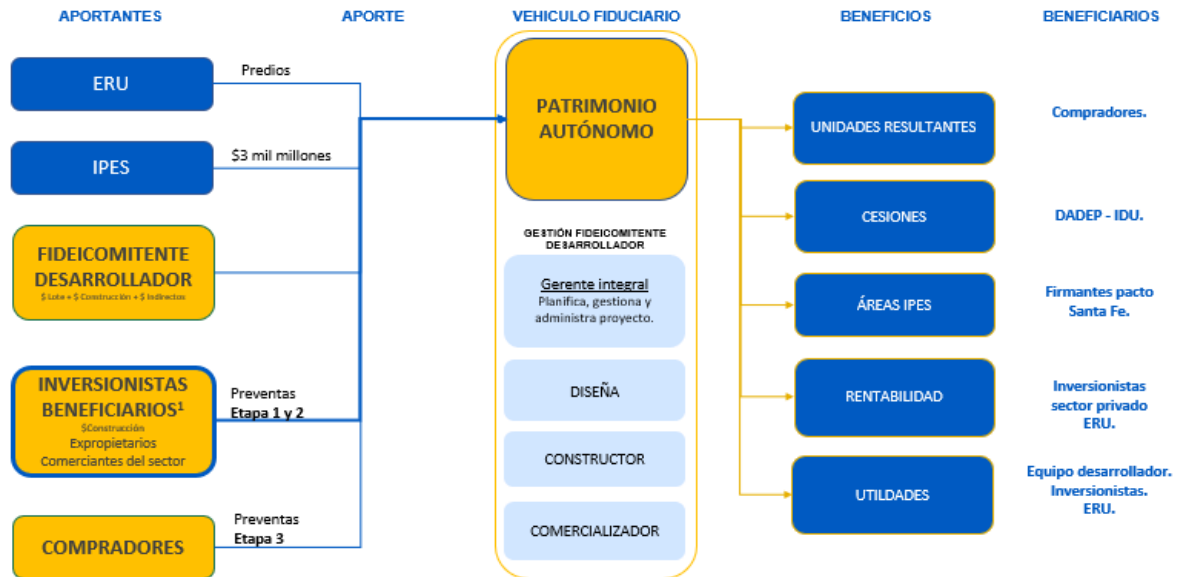 APORTANTES
APORTE
VEHICULO FIDUCIARIO
BENEFICIOS
BENEFICIARIOS
ERU
Predios
IPES
$3 mil millones
FIDEICOMITENTE
DESARROLLADOR
$ Lote + $ Construcción + $ Indirectos
INVERSIONISTAS
BENEFICIARIOS¹
$Construcción
Expropietarios
Comerciantes del sector
Preventas
Etapa 1 y 2
COMPRADORES
Preventas
Etapa 3
PATRIMONIO
AUTÓNOMO
GESTIÓN FIDEICOMITENTE
DESARROLLADOR
Gerente integral
Planifica, gestiona y
administra proyecto.
DISEÑA
CONSTRUCTOR
COMERCIALIZADOR
UNIDADES RESULTANTES
Compradores.
CESIONES
DADEP - IDU.
ÁREAS IPES
Firmantes pacto
Santa Fe.
RENTABILIDAD
Inversionistas
sector privado
ERU.
UTILDADES
Equipo desarrollador.
Inversionistas.
ERU.